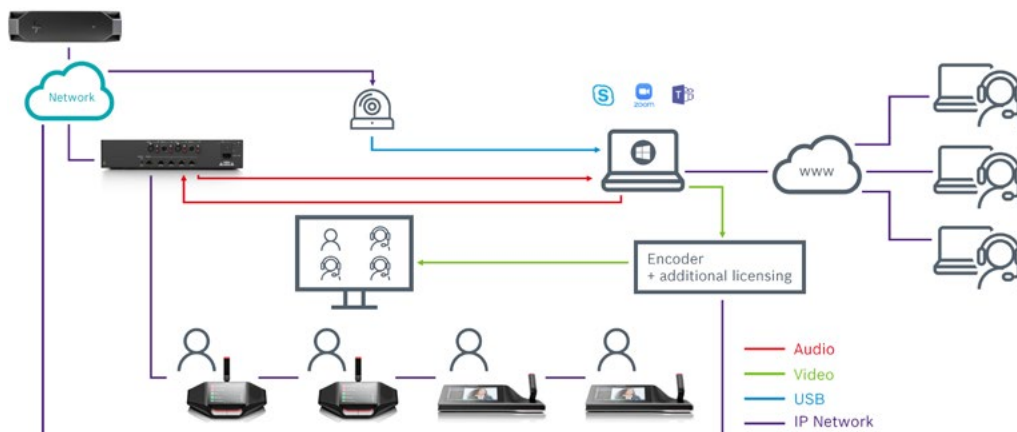 Network
zoom
www
Encoder
+ additional licensing
Audio
Video
USB
IP Network